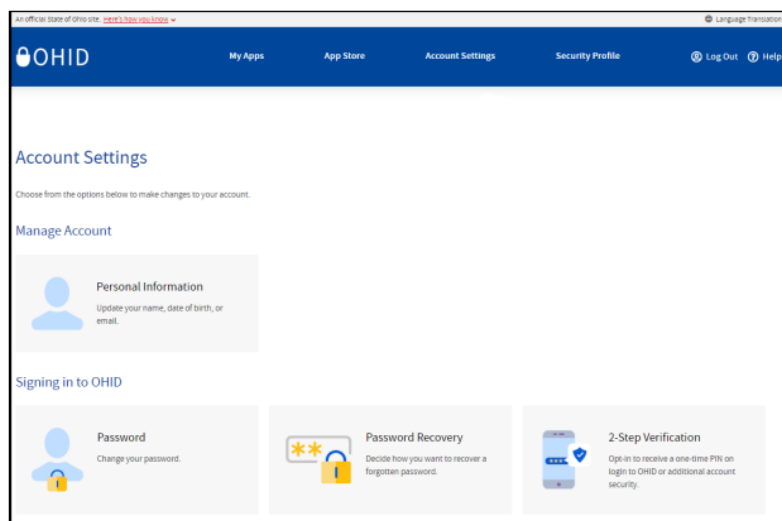 An official State of Ohio site. Here's how you know
Language Translation
OHID
My Apps
App Store
Account Settings
Security Profile
Log Out
Help
Account Settings
Choose from the options below to make changes to your account.
Manage Account
Personal Information
Update your name, date of birth, or
email.
Signing in to OHID
Password
Change your password.
Password Recovery
Decide how you want to recover a
forgotten password.
2-Step Verification
Opt-in to receive a one-time PIN on
login to OHID or additional account
security.